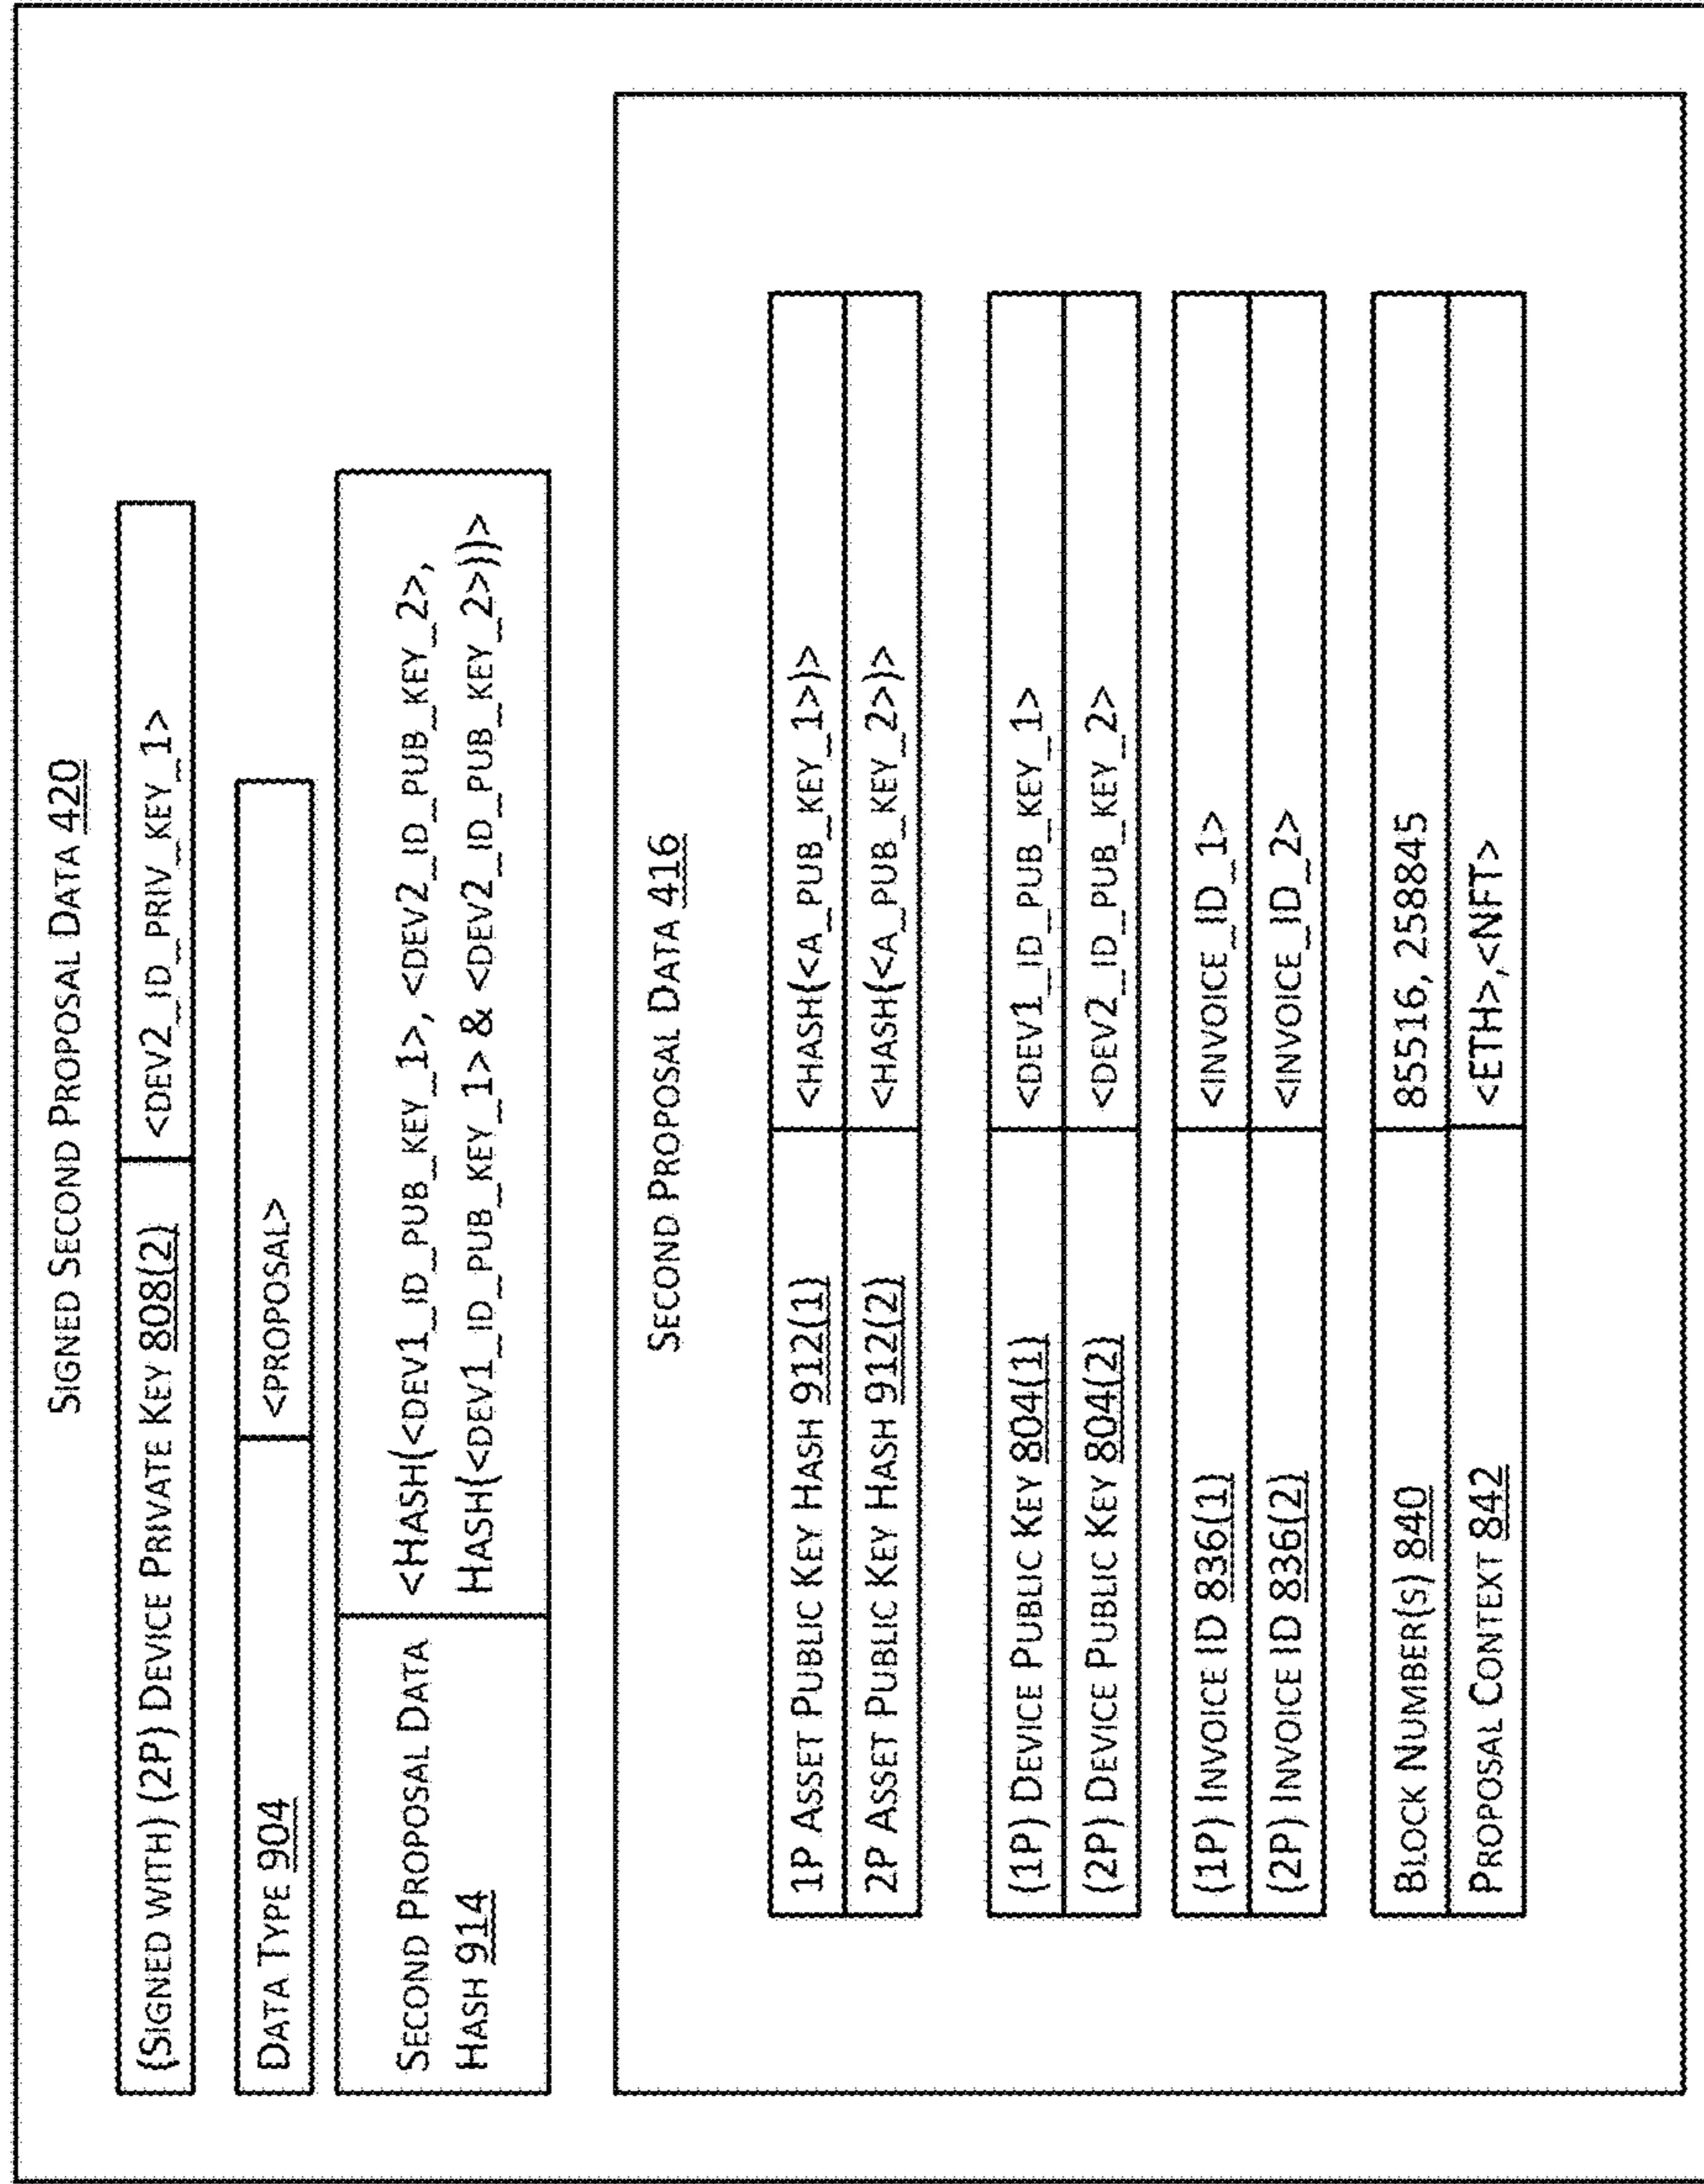 SIGNED SECOND PROPOSAL DATA 420
(SIGNED WITH) (2P) DEVICE PRIVATE KEY 808(2) <DEV2_ID_PRIV_KEY_1>
DATA TYPE 904 <PROPOSAL>
SECOND PROPOSAL DATA
HASH 914
<HASH(<DEV1_ID_PUB_KEY_1>, <DEV2_ID_PUB_KEY_2>,
HASH(<DEV1_ID_PUB_KEY_1> & <DEV2_ID_PUB_KEY_2>))>
SECOND PROPOSAL DATA 416
1P ASSET PUBLIC KEY HASH 912(1) <HASH(<A_PUB_KEY_1>)>
2P ASSET PUBLIC KEY HASH 912(2) <HASH(<A_PUB_KEY_2>)>
(1P) DEVICE PUBLIC KEY 804(1) <DEV1_ID_PUB_KEY_1>
(2P) DEVICE PUBLIC KEY 804(2) <DEV2_ID_PUB_KEY_2>
(1P) INVOICE ID 836(1) <INVOICE_ID_1>
(2P) INVOICE ID 836(2) <INVOICE_ID_2>
BLOCK NUMBER(S) 840 855516, 258845
PROPOSAL CONTEXT 842 <ETH>,<NFT>